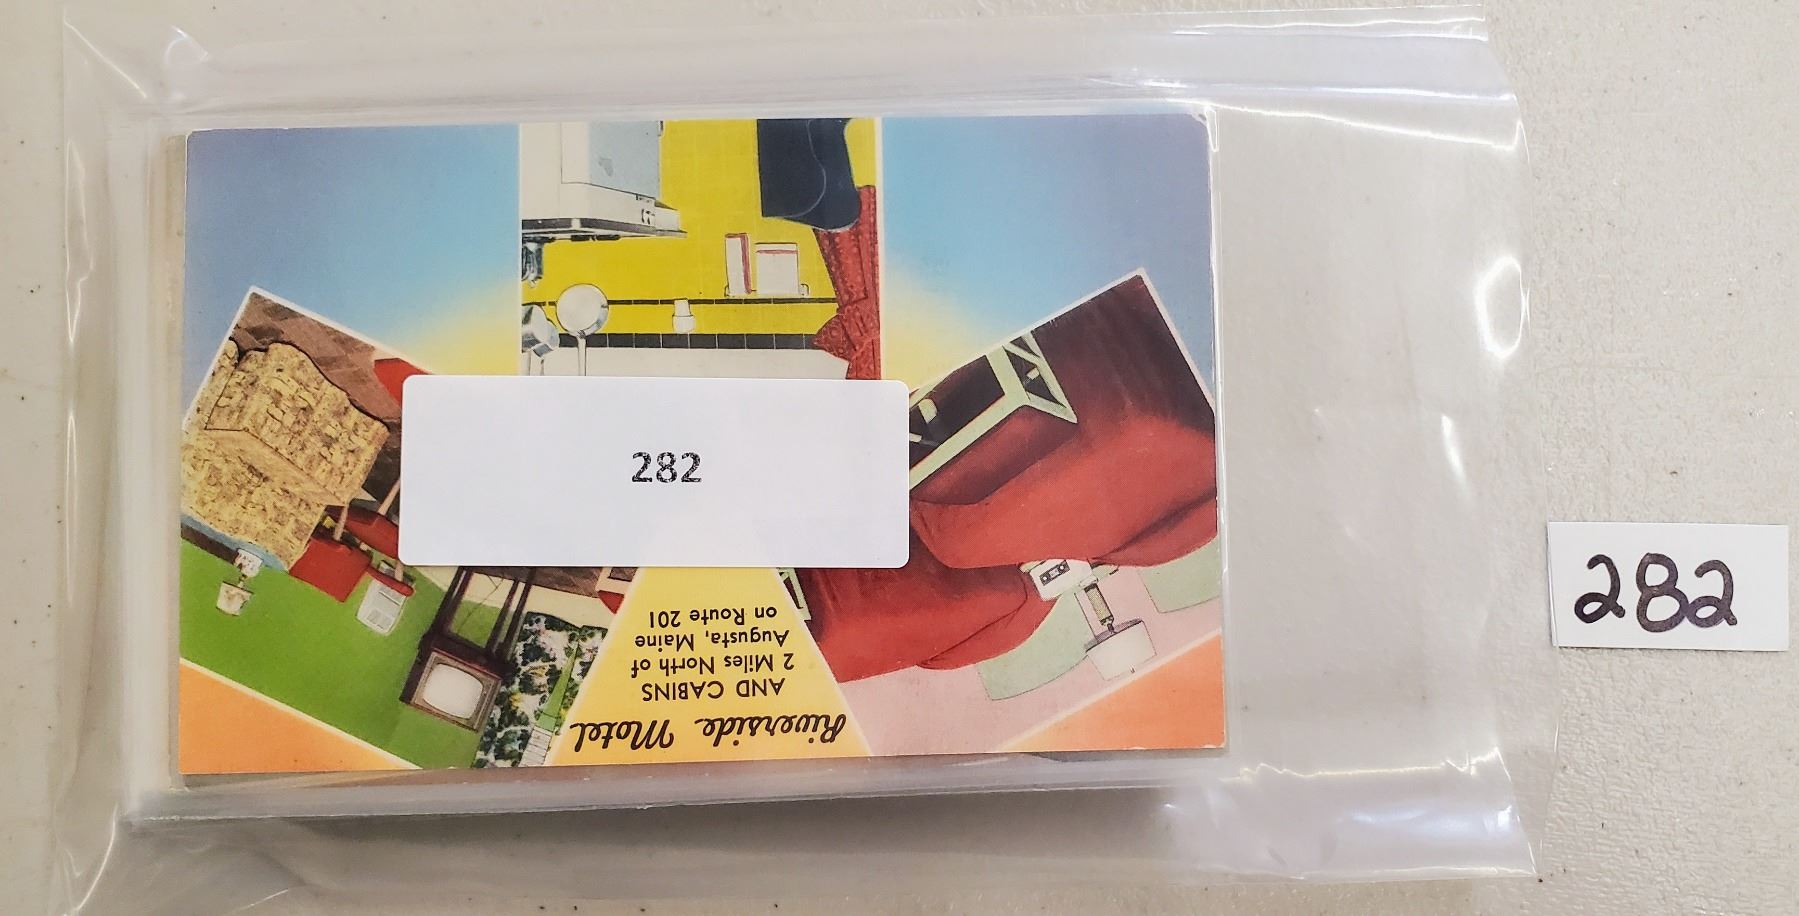 282
Riverside Motel
AND CABINS
2 Miles North of
Augusta, Maine
on Route 201
282